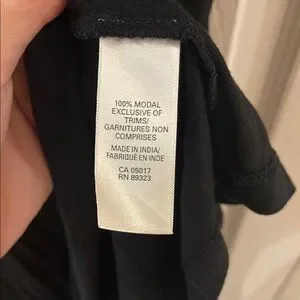 100% MODAL
EXCLUSIVE OF
TRIMS/
GARNITURES NON
COMPRISES
MADE IN INDIA/
FABRIQUÉ EN INDE
CA 05017
RN 89323